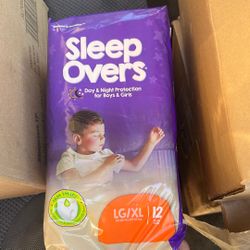 Sleep
Overs
Day & Night Protection
for Boys & Girls
LG/XL
12